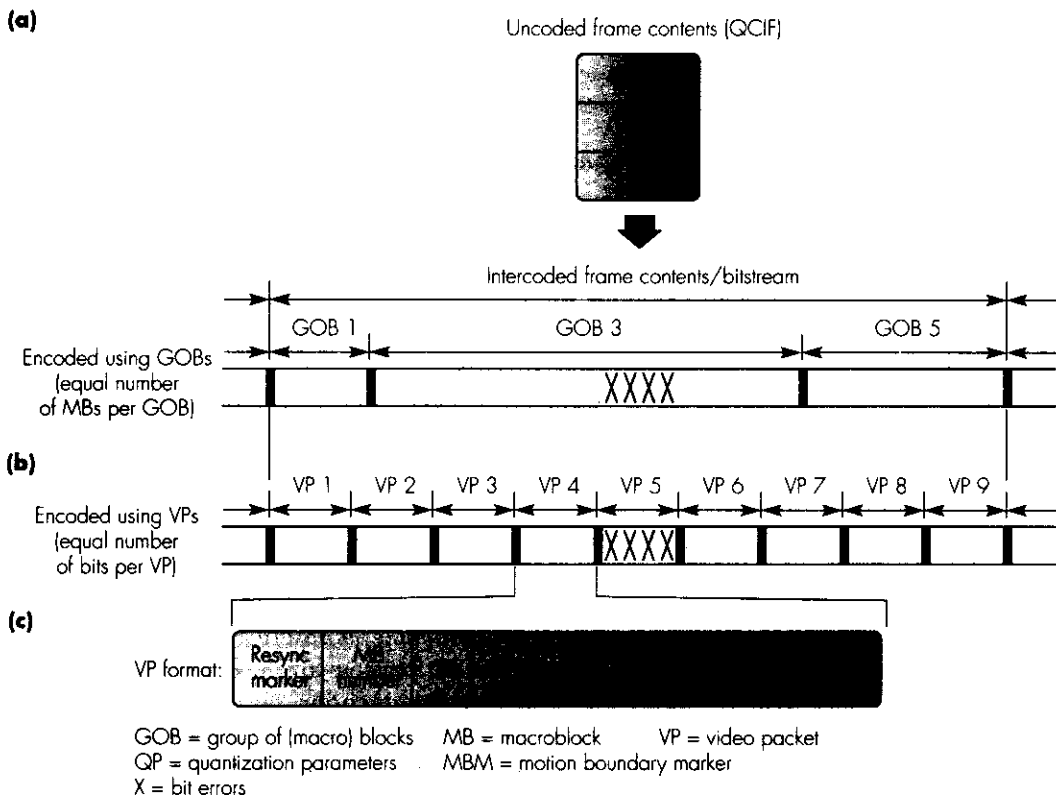 (a)
Uncoded frame contents (QCIF)
Intercoded frame contents/bitstream
GOB 1 GOB 3 GOB 5
Encoded using GOBs
(equal number
of MBs per GOB)
XXXX
(b)
VP 1 VP 2 VP 3 VP 4 VP 5 VP 6 VP 7 VP 8 VP 9
Encoded using VPs
(equal number
of bits per VP)
XXXX
(c)
VP format:
Resync
marker
MB
GOB = group of (macro) blocks MB = macroblock VP = video packet
QP = quantization parameters MBM = motion boundary marker
X = bit errors